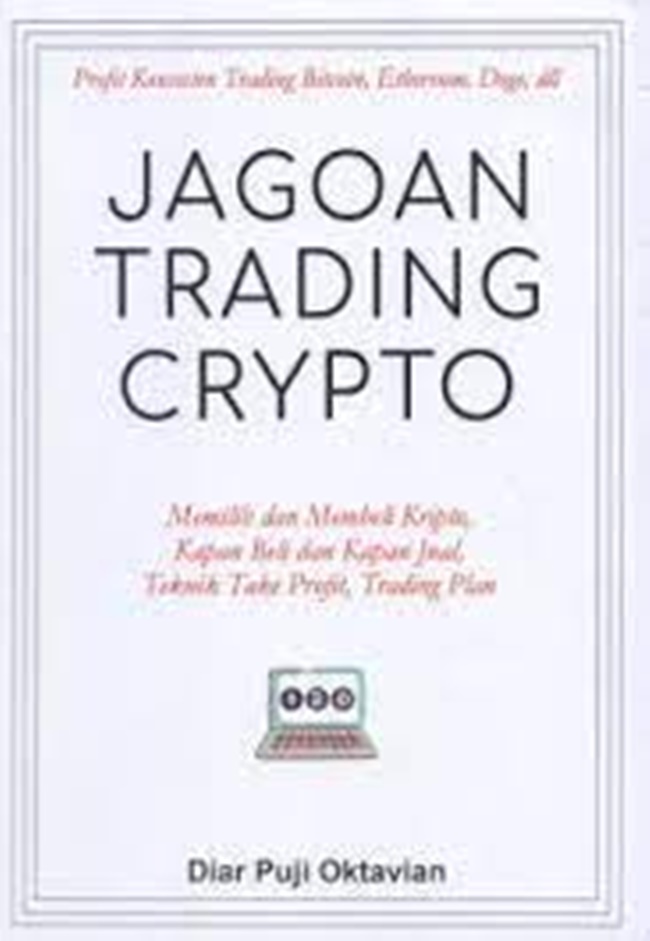 Profit Konsisten Trading Bitcoin, Ethereum, Doge, dll
JAGOAN
TRADING
CRYPTO
Memilih dan Membeli Kripto,
Kapan Beli dan Kapan Jual,
Teknik Take Profit, Trading Plan
Diar Puji Oktavian